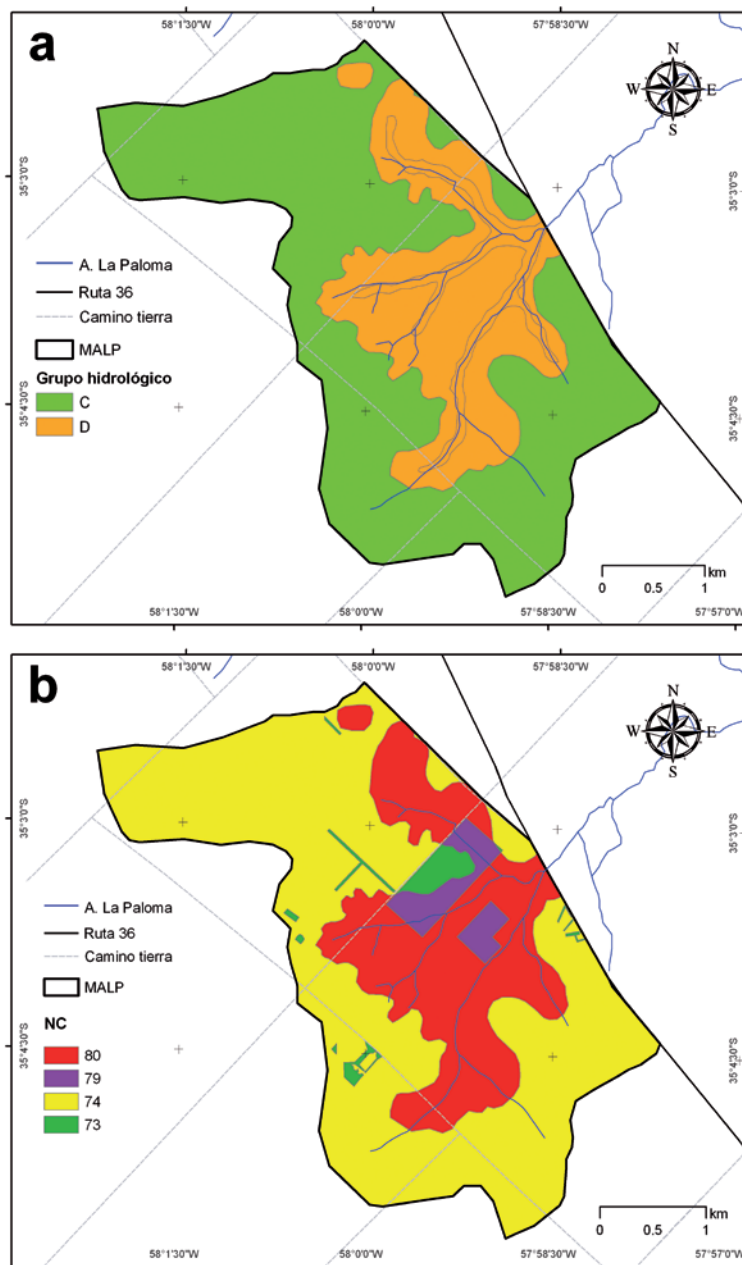 58°1'30"W 58°0'0"W 57°58'30"W
a
N
W E
S
35°3'0"S 35°3'0"S
A. La Paloma
Ruta 36
Camino tierra
MALP
Grupo hidrológico
C
D
35°4'30"S 35°4'30"S
km
0 0.5 1
58°1'30"W 58°0'0"W 57°58'30"W 57°57'0"W
58°1'30"W 58°0'0"W 57°58'30"W
b
N
W E
S
35°3'0"S 35°3'0"S
A. La Paloma
Ruta 36
Camino tierra
MALP
NC
80
79
74
73
35°4'30"S 35°4'30"S
km
0 0.5 1
58°1'30"W 58°0'0"W 57°58'30"W 57°57'0"W